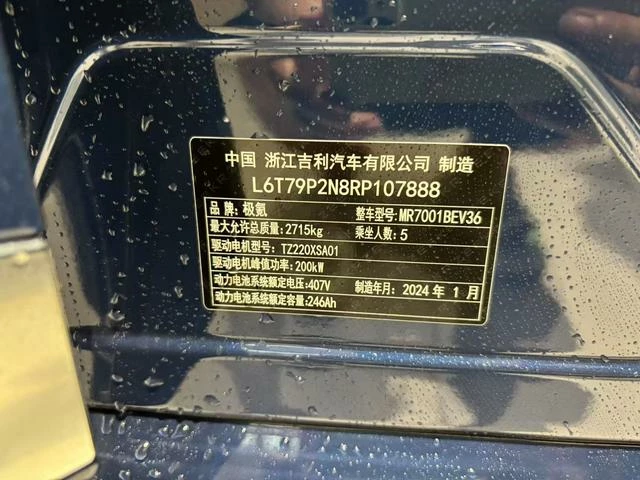 中国 浙江吉利汽车有限公司 制造
L6T79P2N8RP107888
品 牌: 极氪 整车型号: MR7001BEV36
最大允许总质量: 2715kg 乘坐人数: 5
驱动电机型号: TZ220XSA01
驱动电机峰值功率: 200kW
动力电池系统额定电压: 407V 制造年月: 2024 年 1 月
动力电池系统额定容量: 246Ah